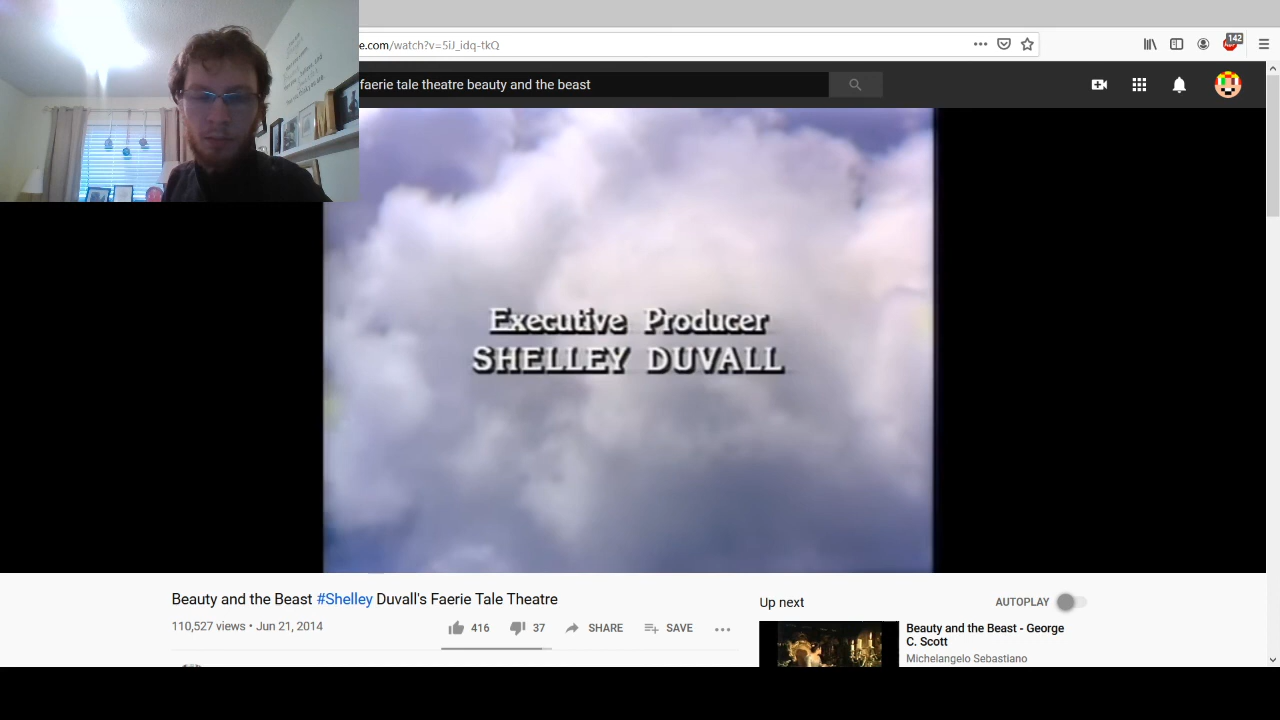 e.com/watch?v=5iJ_idq-tkQ
142
faerie tale theatre beauty and the beast
Executive Producer
SHELLEY DUVALL
Beauty and the Beast #Shelley Duvall's Faerie Tale Theatre
110,527 views • Jun 21, 2014
416
37
SHARE
SAVE
Up next
AUTOPLAY
Beauty and the Beast - George
C. Scott
Michelangelo Sebastiano